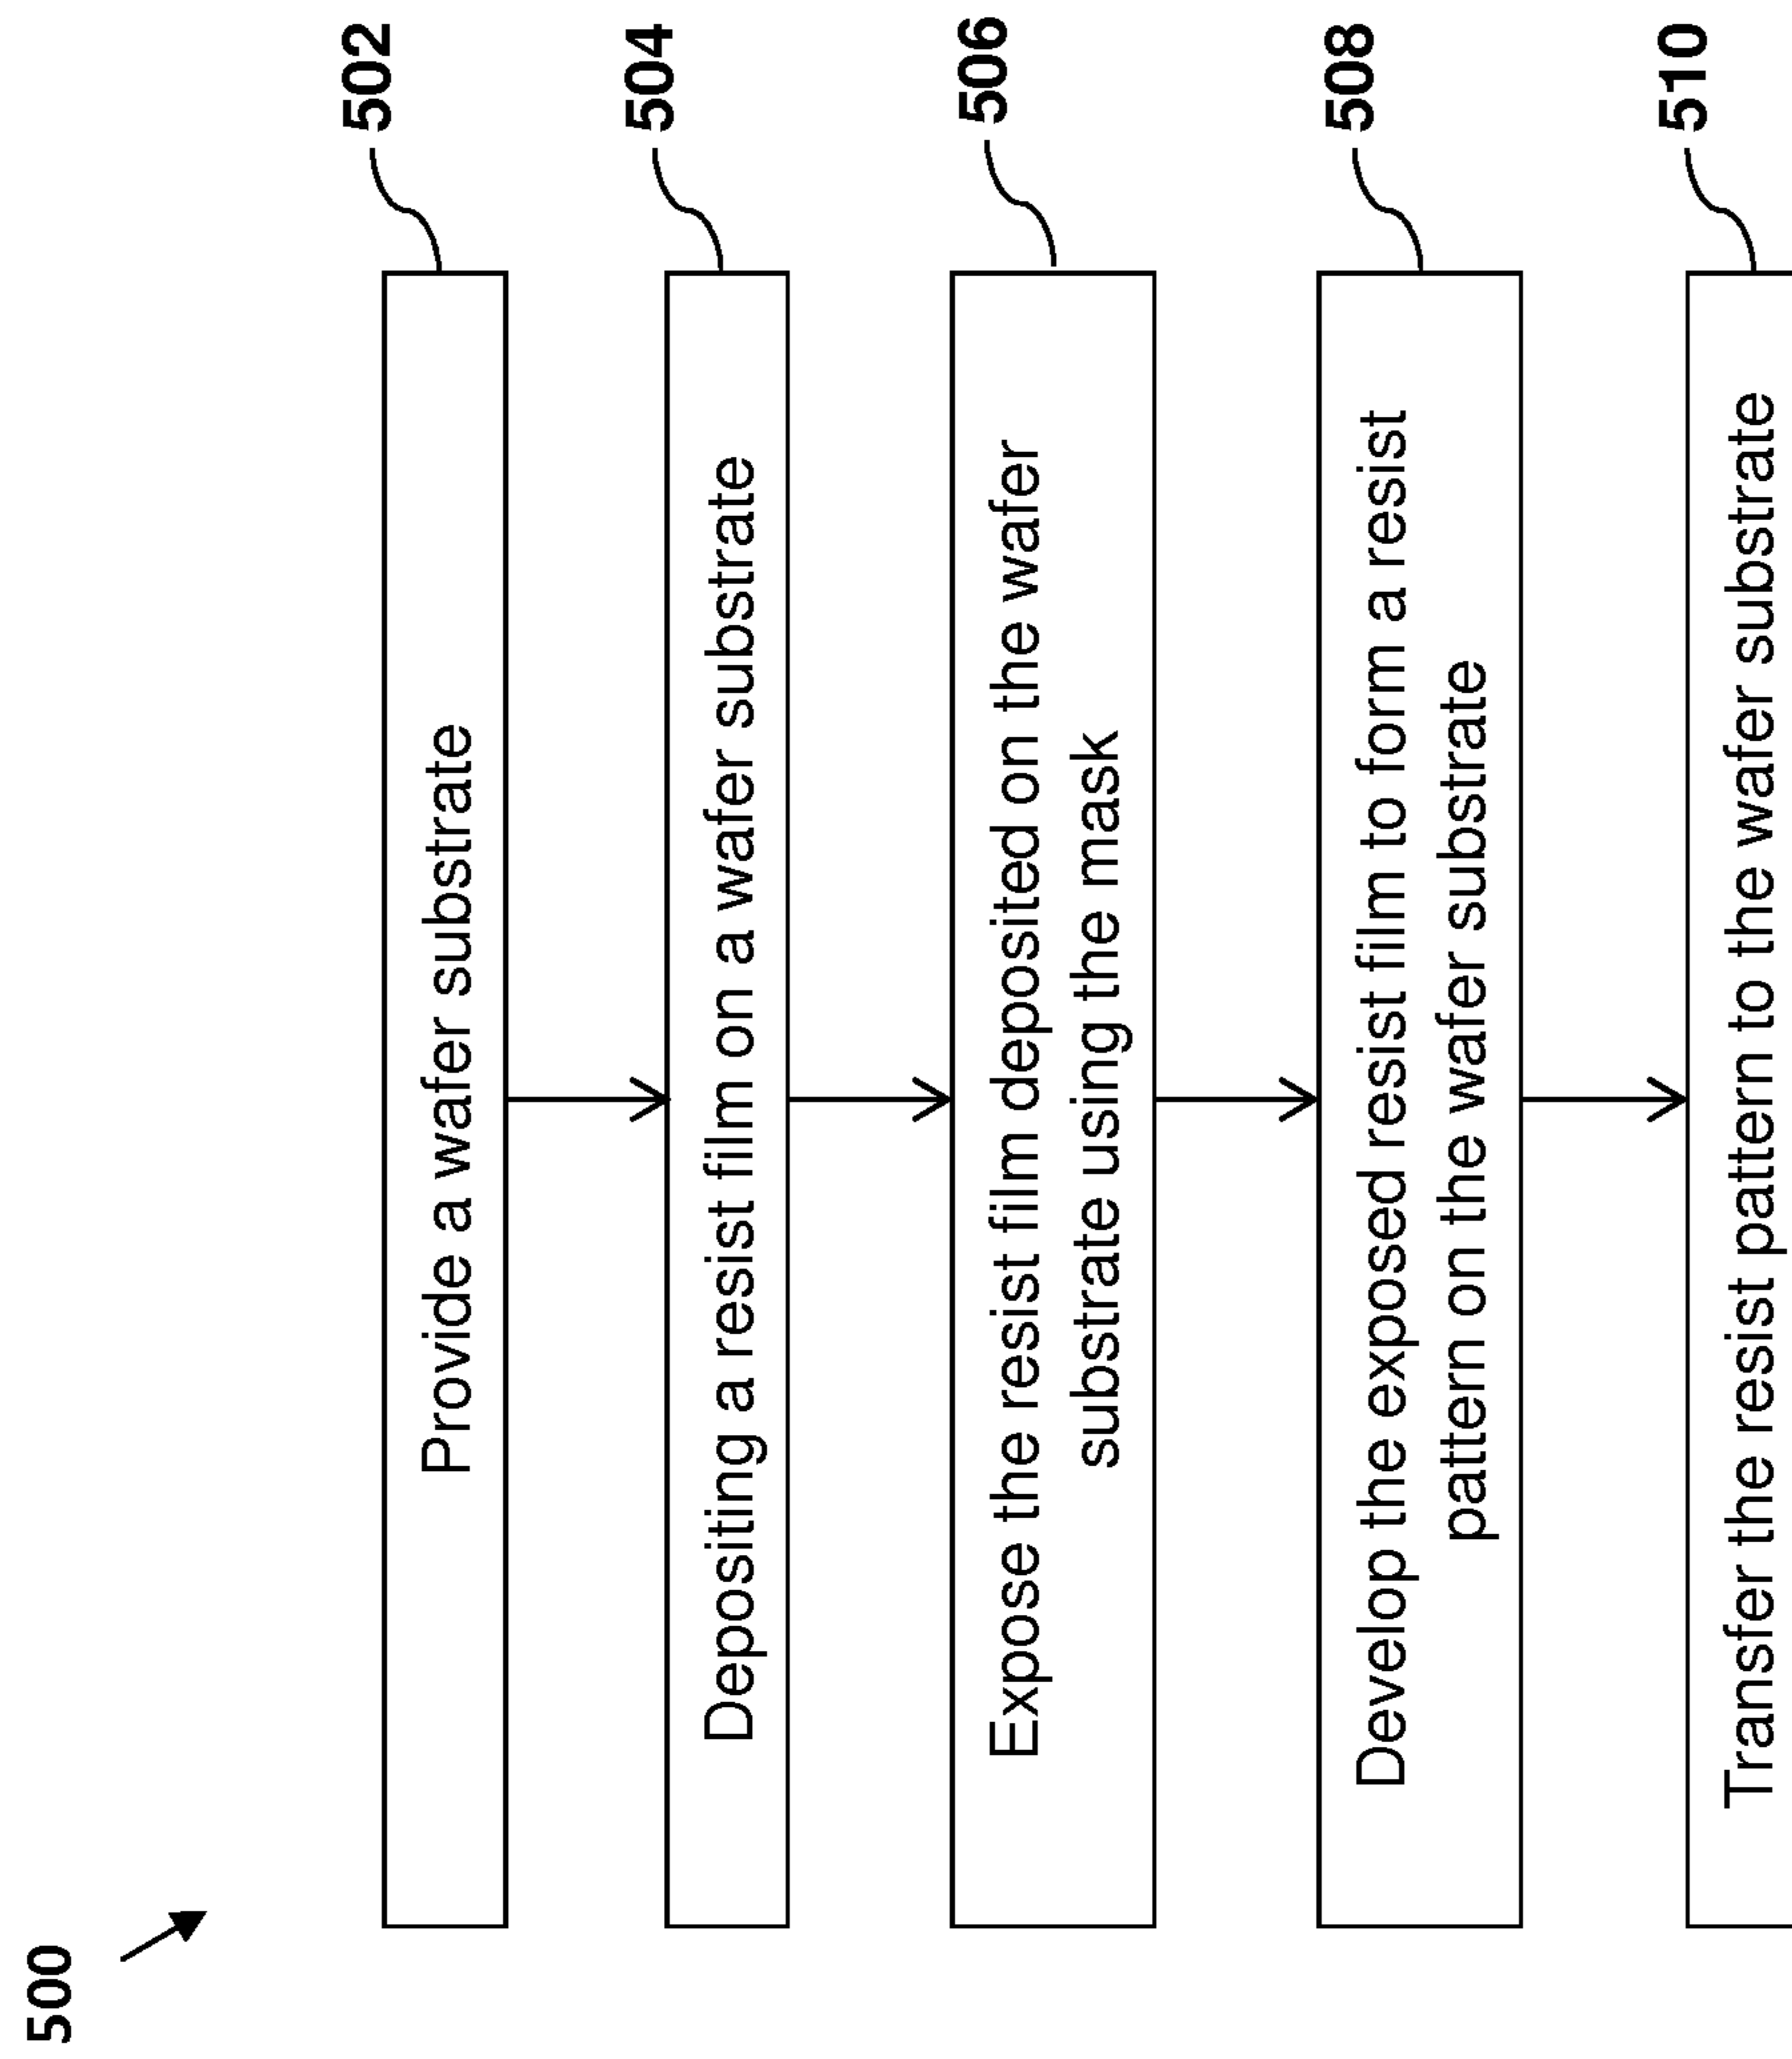 500
502
Provide a wafer substrate
504
Depositing a resist film on a wafer substrate
506
Expose the resist film deposited on the wafer
substrate using the mask
508
Develop the exposed resist film to form a resist
pattern on the wafer substrate
510
Transfer the resist pattern to the wafer substrate